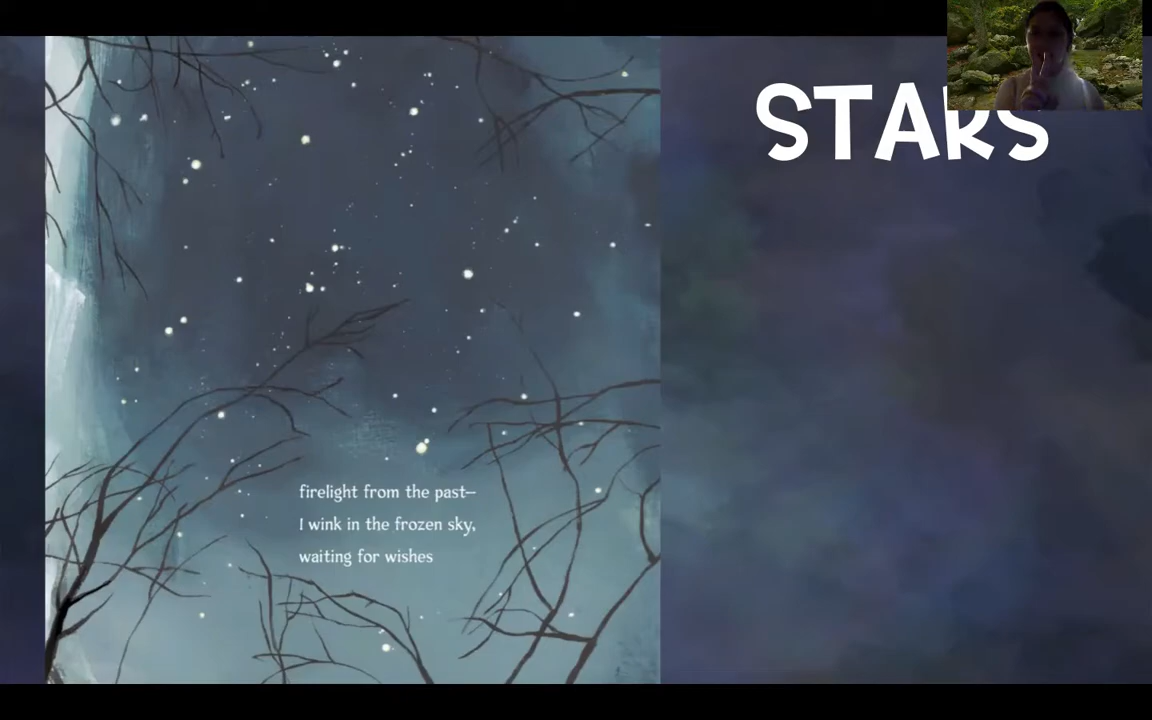 STARS
firelight from the past—
I wink in the frozen sky,
waiting for wishes